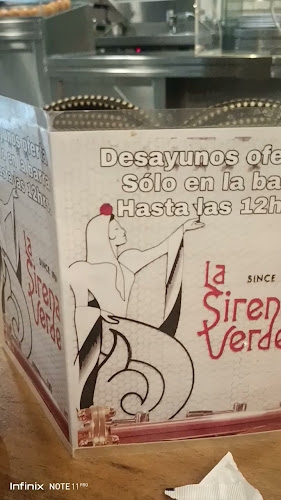 Desayunos ofe
Sólo en la ba
Hasta las 12h
La
Sirena
Verde
SINCE
La
Siren
Verde
Infinix NOTE 11 PRO